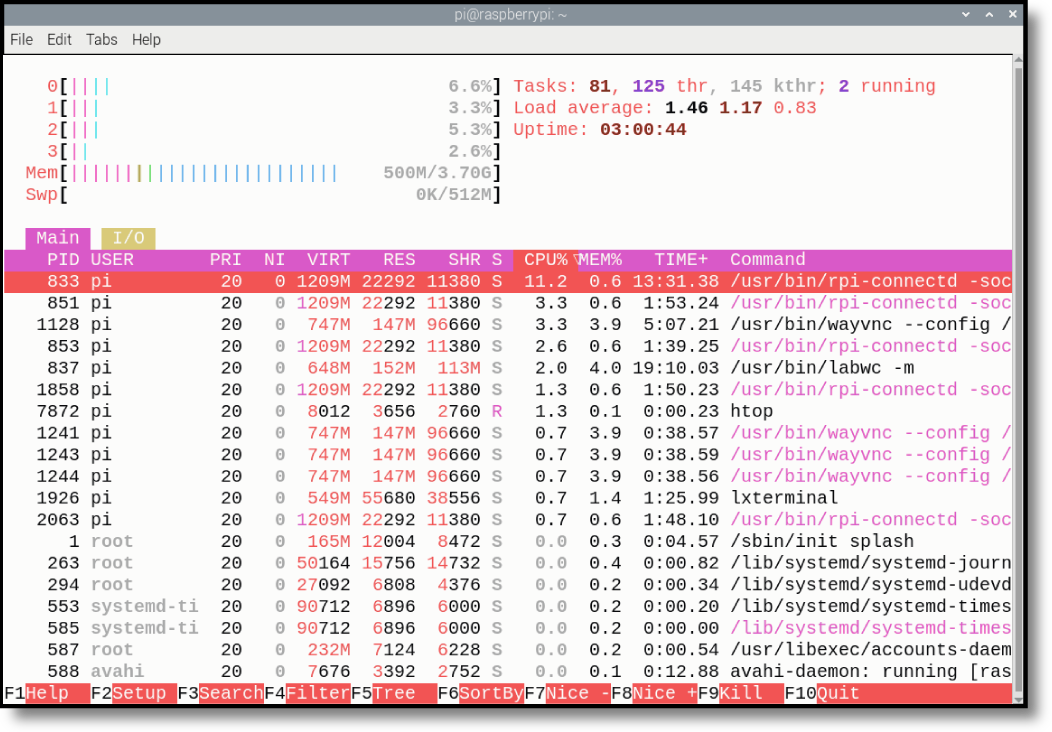 pi@raspberrypi: ~
File Edit Tabs Help
0[|||| 6.6%] Tasks: 81, 125 thr, 145 kthr; 2 running
1[||| 3.3%] Load average: 1.46 1.17 0.83
2[||| 5.3%] Uptime: 03:00:44
3[|| 2.6%]
Mem[||||||||||||||||||||||||| 500M/3.70G]
Swp[ 0K/512M]
Main I/O
PID USER PRI NI VIRT RES SHR S CPU%▽MEM% TIME+ Command
833 pi 20 0 1209M 22292 11380 S 11.2 0.6 13:31.38 /usr/bin/rpi-connectd -soc
851 pi 20 0 1209M 22292 11380 S 3.3 0.6 1:53.24 /usr/bin/rpi-connectd -soc
1128 pi 20 0 747M 147M 96660 S 3.3 3.9 5:07.21 /usr/bin/wayvnc --config /
853 pi 20 0 1209M 22292 11380 S 2.6 0.6 1:39.25 /usr/bin/rpi-connectd -soc
837 pi 20 0 648M 152M 113M S 2.0 4.0 19:10.03 /usr/bin/labwc -m
1858 pi 20 0 1209M 22292 11380 S 1.3 0.6 1:50.23 /usr/bin/rpi-connectd -soc
7872 pi 20 0 8012 3656 2760 R 1.3 0.1 0:00.23 htop
1241 pi 20 0 747M 147M 96660 S 0.7 3.9 0:38.57 /usr/bin/wayvnc --config /
1243 pi 20 0 747M 147M 96660 S 0.7 3.9 0:38.59 /usr/bin/wayvnc --config /
1244 pi 20 0 747M 147M 96660 S 0.7 3.9 0:38.56 /usr/bin/wayvnc --config /
1926 pi 20 0 549M 55680 38556 S 0.7 1.4 1:25.99 lxterminal
2063 pi 20 0 1209M 22292 11380 S 0.7 0.6 1:48.10 /usr/bin/rpi-connectd -soc
1 root 20 0 165M 12004 8472 S 0.0 0.3 0:04.57 /sbin/init splash
263 root 20 0 50164 15756 14732 S 0.0 0.4 0:00.82 /lib/systemd/systemd-journ
294 root 20 0 27092 6808 4376 S 0.0 0.2 0:00.34 /lib/systemd/systemd-udevd
553 systemd-ti 20 0 90712 6896 6000 S 0.0 0.2 0:00.20 /lib/systemd/systemd-times
585 systemd-ti 20 0 90712 6896 6000 S 0.0 0.2 0:00.00 /lib/systemd/systemd-times
587 root 20 0 232M 7124 6228 S 0.0 0.2 0:00.54 /usr/libexec/accounts-daem
588 avahi 20 0 7676 3392 2752 S 0.0 0.1 0:12.88 avahi-daemon: running [ras
F1Help F2Setup F3SearchF4FilterF5Tree F6SortByF7Nice -F8Nice +F9Kill F10Quit